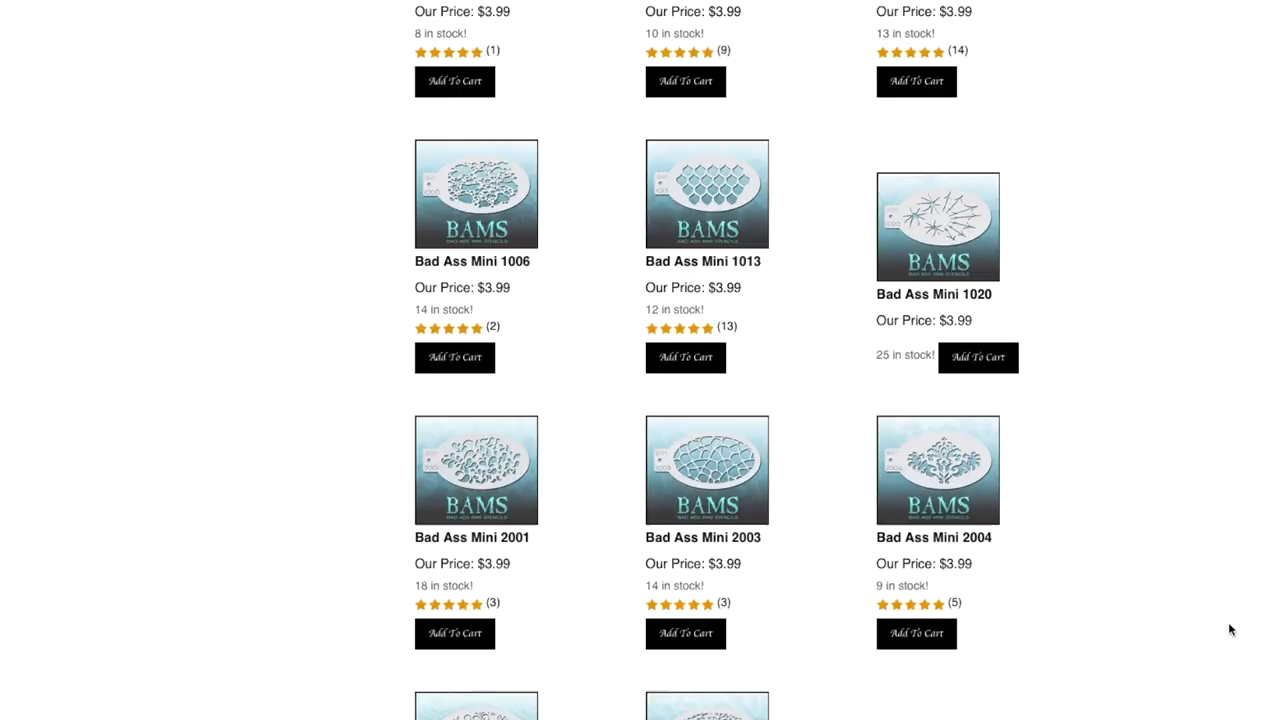 Our Price: $3.99 Our Price: $3.99 Our Price: $3.99
8 in stock! 10 in stock! 13 in stock!
(1) (9) (14)
Add To Cart Add To Cart Add To Cart
BAMS BAMS
Bad Ass Mini 1006 Bad Ass Mini 1013
Our Price: $3.99 Our Price: $3.99
14 in stock! 12 in stock!
(2) (13)
Add To Cart Add To Cart
BAMS
Bad Ass Mini 1020
Our Price: $3.99
25 in stock! Add To Cart
BAMS BAMS BAMS
Bad Ass Mini 2001 Bad Ass Mini 2003 Bad Ass Mini 2004
Our Price: $3.99 Our Price: $3.99 Our Price: $3.99
18 in stock! 14 in stock! 9 in stock!
(3) (3) (5)
Add To Cart Add To Cart Add To Cart